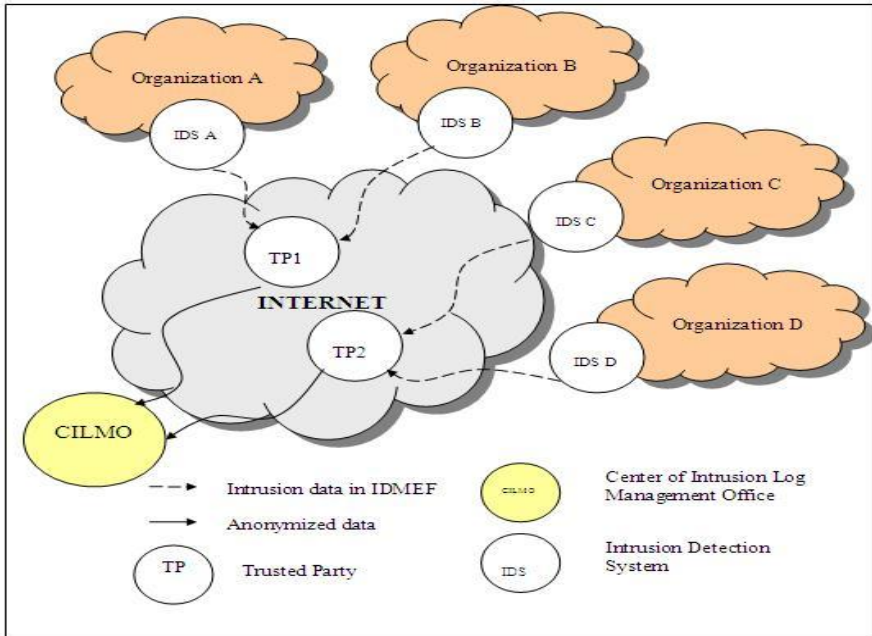 Organization A
Organization B
IDS A
IDS B
Organization C
IDS C
TP1
INTERNET
Organization D
TP2
IDS D
CILMO
Intrusion data in IDMEF
Anonymized data
TP
Trusted Party
CILMO
Center of Intrusion Log
Management Office
IDS
Intrusion Detection
System